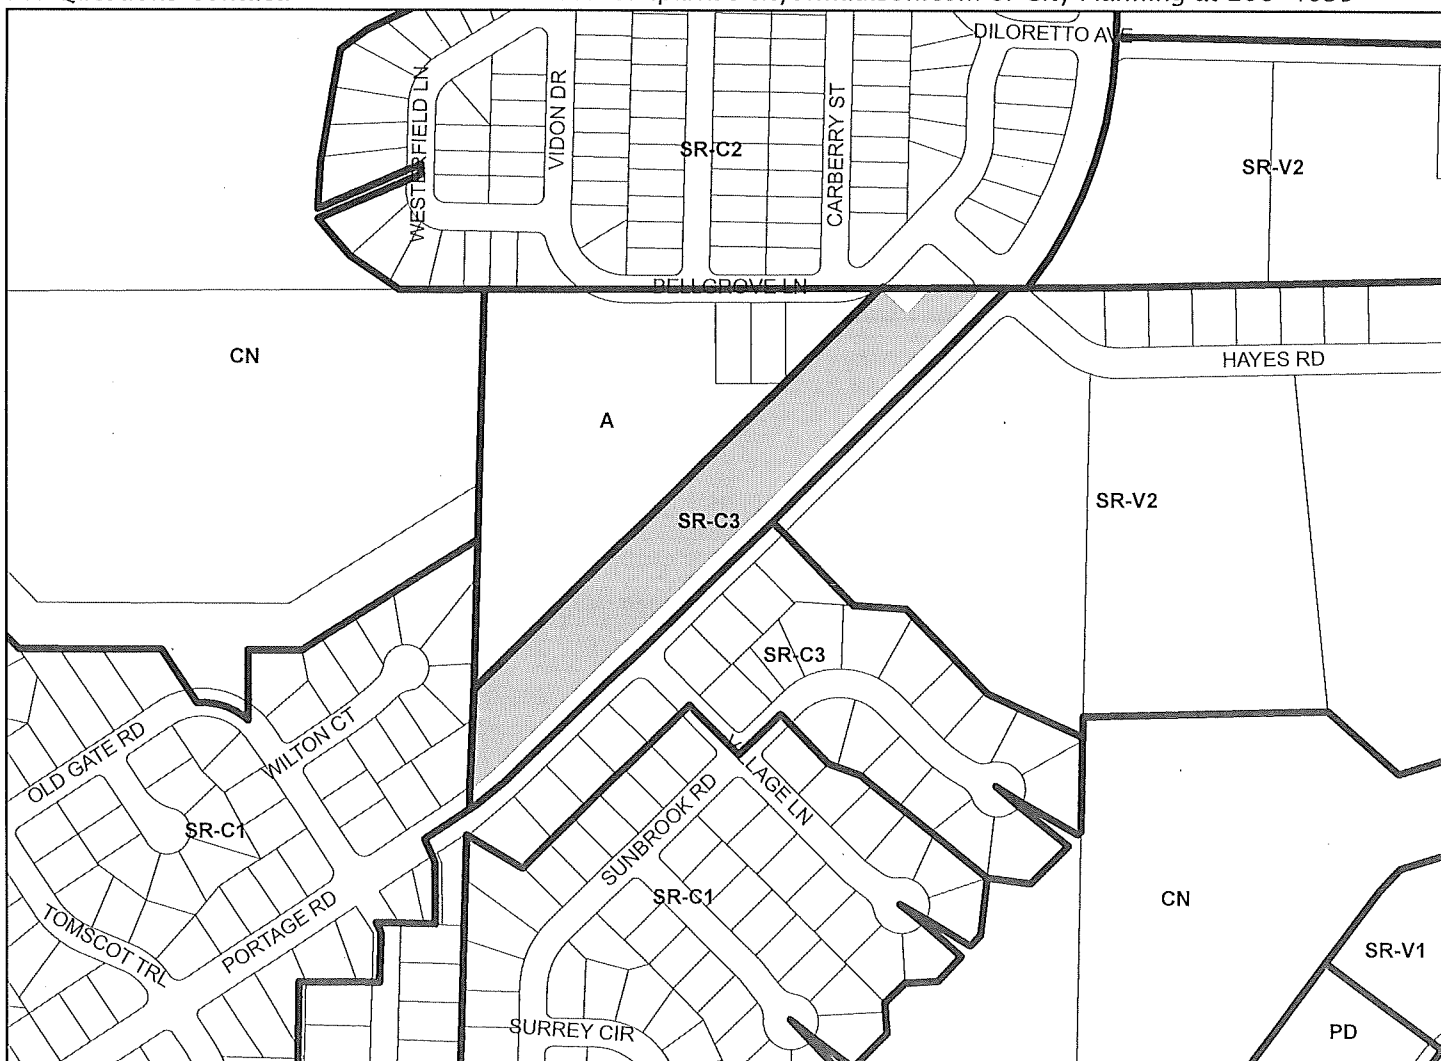 DILORETTO AVE
WESTERFIELD LN
VIDON DR
CARBERRY ST
SR-C2
SR-V2
BELLGROVE LN
CN
HAYES RD
A
SR-V2
SR-C3
SR-C3
OLD GATE RD
WILTON CT
VILLAGE LN
SUNBROOK RD
SR-C1
SR-C1
CN
TOMSCOT TRL
PORTAGE RD
SR-V1
SURREY CIR
PD